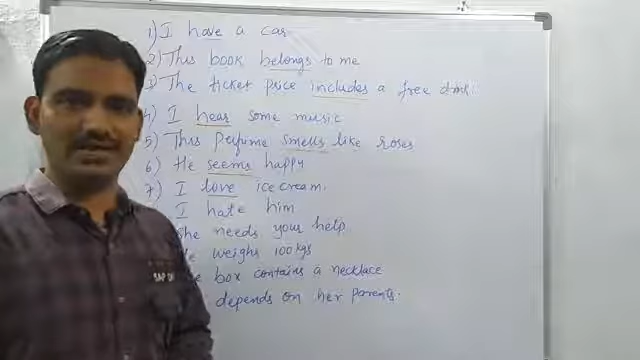 1) I have a car
2) This book belongs to me
3) The ticket price includes a free drink.
4) I hear some music
5) This perfume smells like roses
6) He seems happy
7) I love ice cream.
I hate him
She needs your help
weighs 100 kgs
box contains a necklace
depends on her parents.